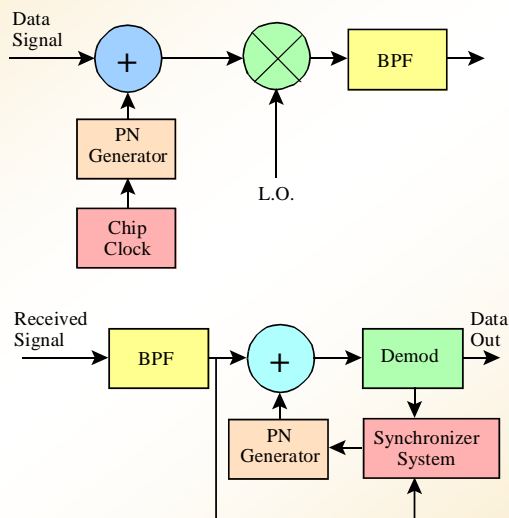 Data
Signal
+
BPF
PN
Generator
L.O.
Chip
Clock
Received
Signal
Data
Out
BPF
+
Demod
PN
Generator
Synchronizer
System